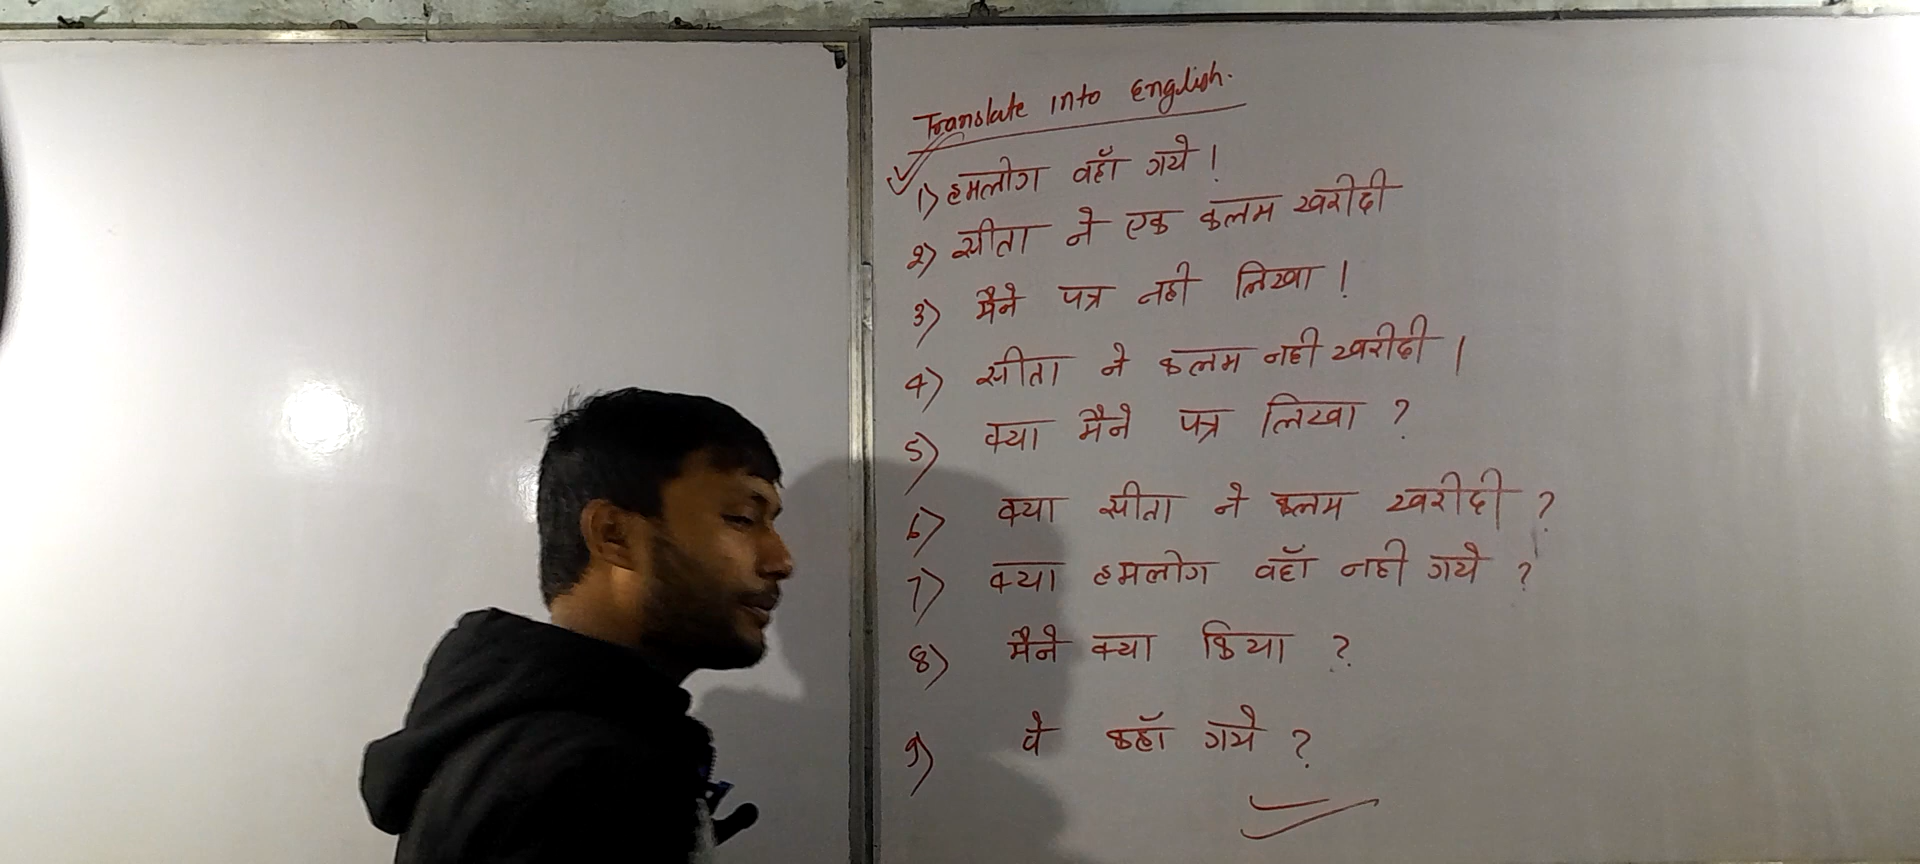 Translate into English.
1) हमलोग वहाँ गये ।
2) सीता ने एक कलम खरीदी
3) मैने पत्र नही लिखा ।
4) सीता ने कलम नही खरीदी ।
5) क्या मैने पत्र लिखा ?
6) क्या सीता ने कलम खरीदी ?
7) क्या हमलोग वहाँ नही गये ?
8) मैने क्या किया ?
9) वे कहाँ गये ?